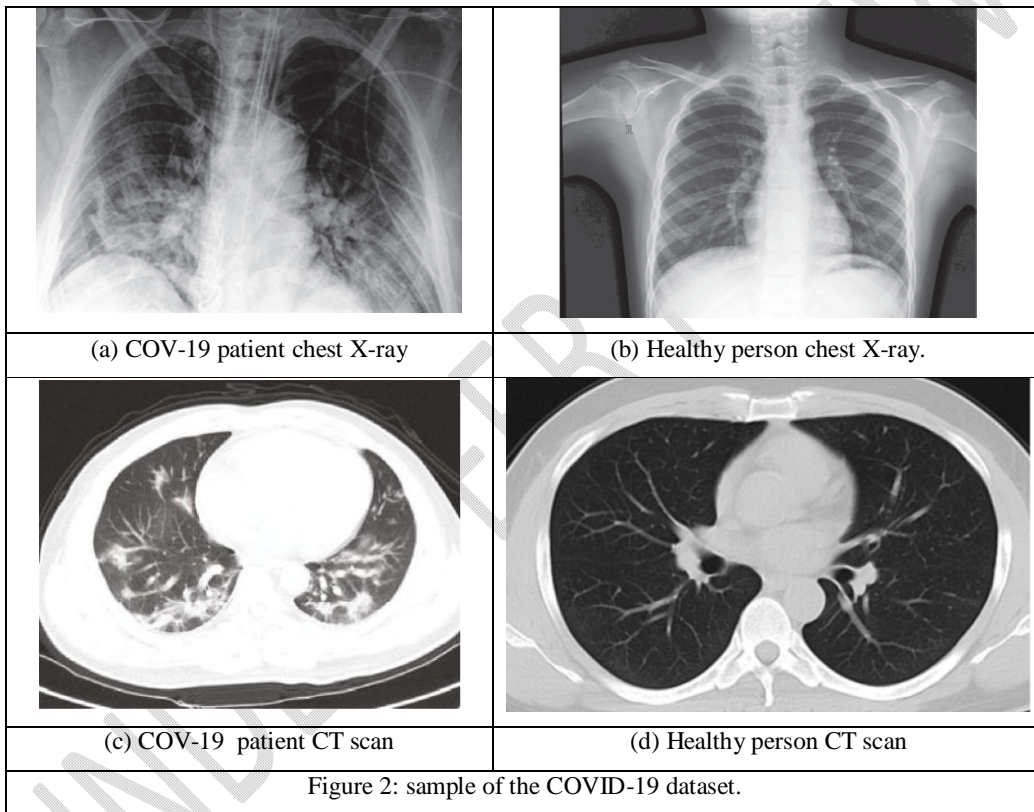 (a) COV-19 patient chest X-ray
(b) Healthy person chest X-ray.
(c) COV-19 patient CT scan
(d) Healthy person CT scan
Figure 2: sample of the COVID-19 dataset.